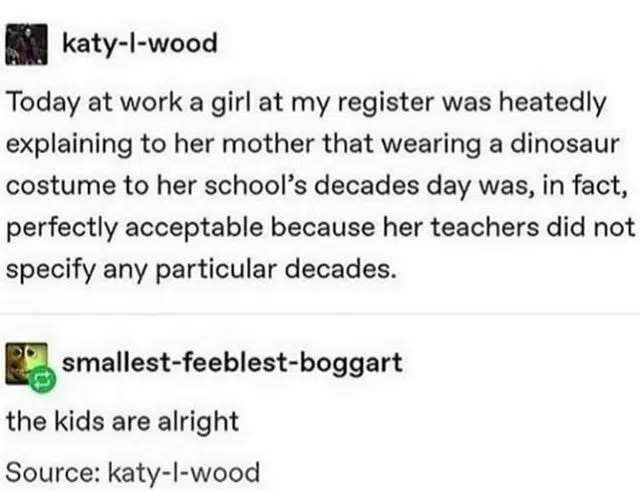 katy-l-wood
Today at work a girl at my register was heatedly
explaining to her mother that wearing a dinosaur
costume to her school's decades day was, in fact,
perfectly acceptable because her teachers did not
specify any particular decades.
smallest-feeblest-boggart
the kids are alright
Source: katy-l-wood